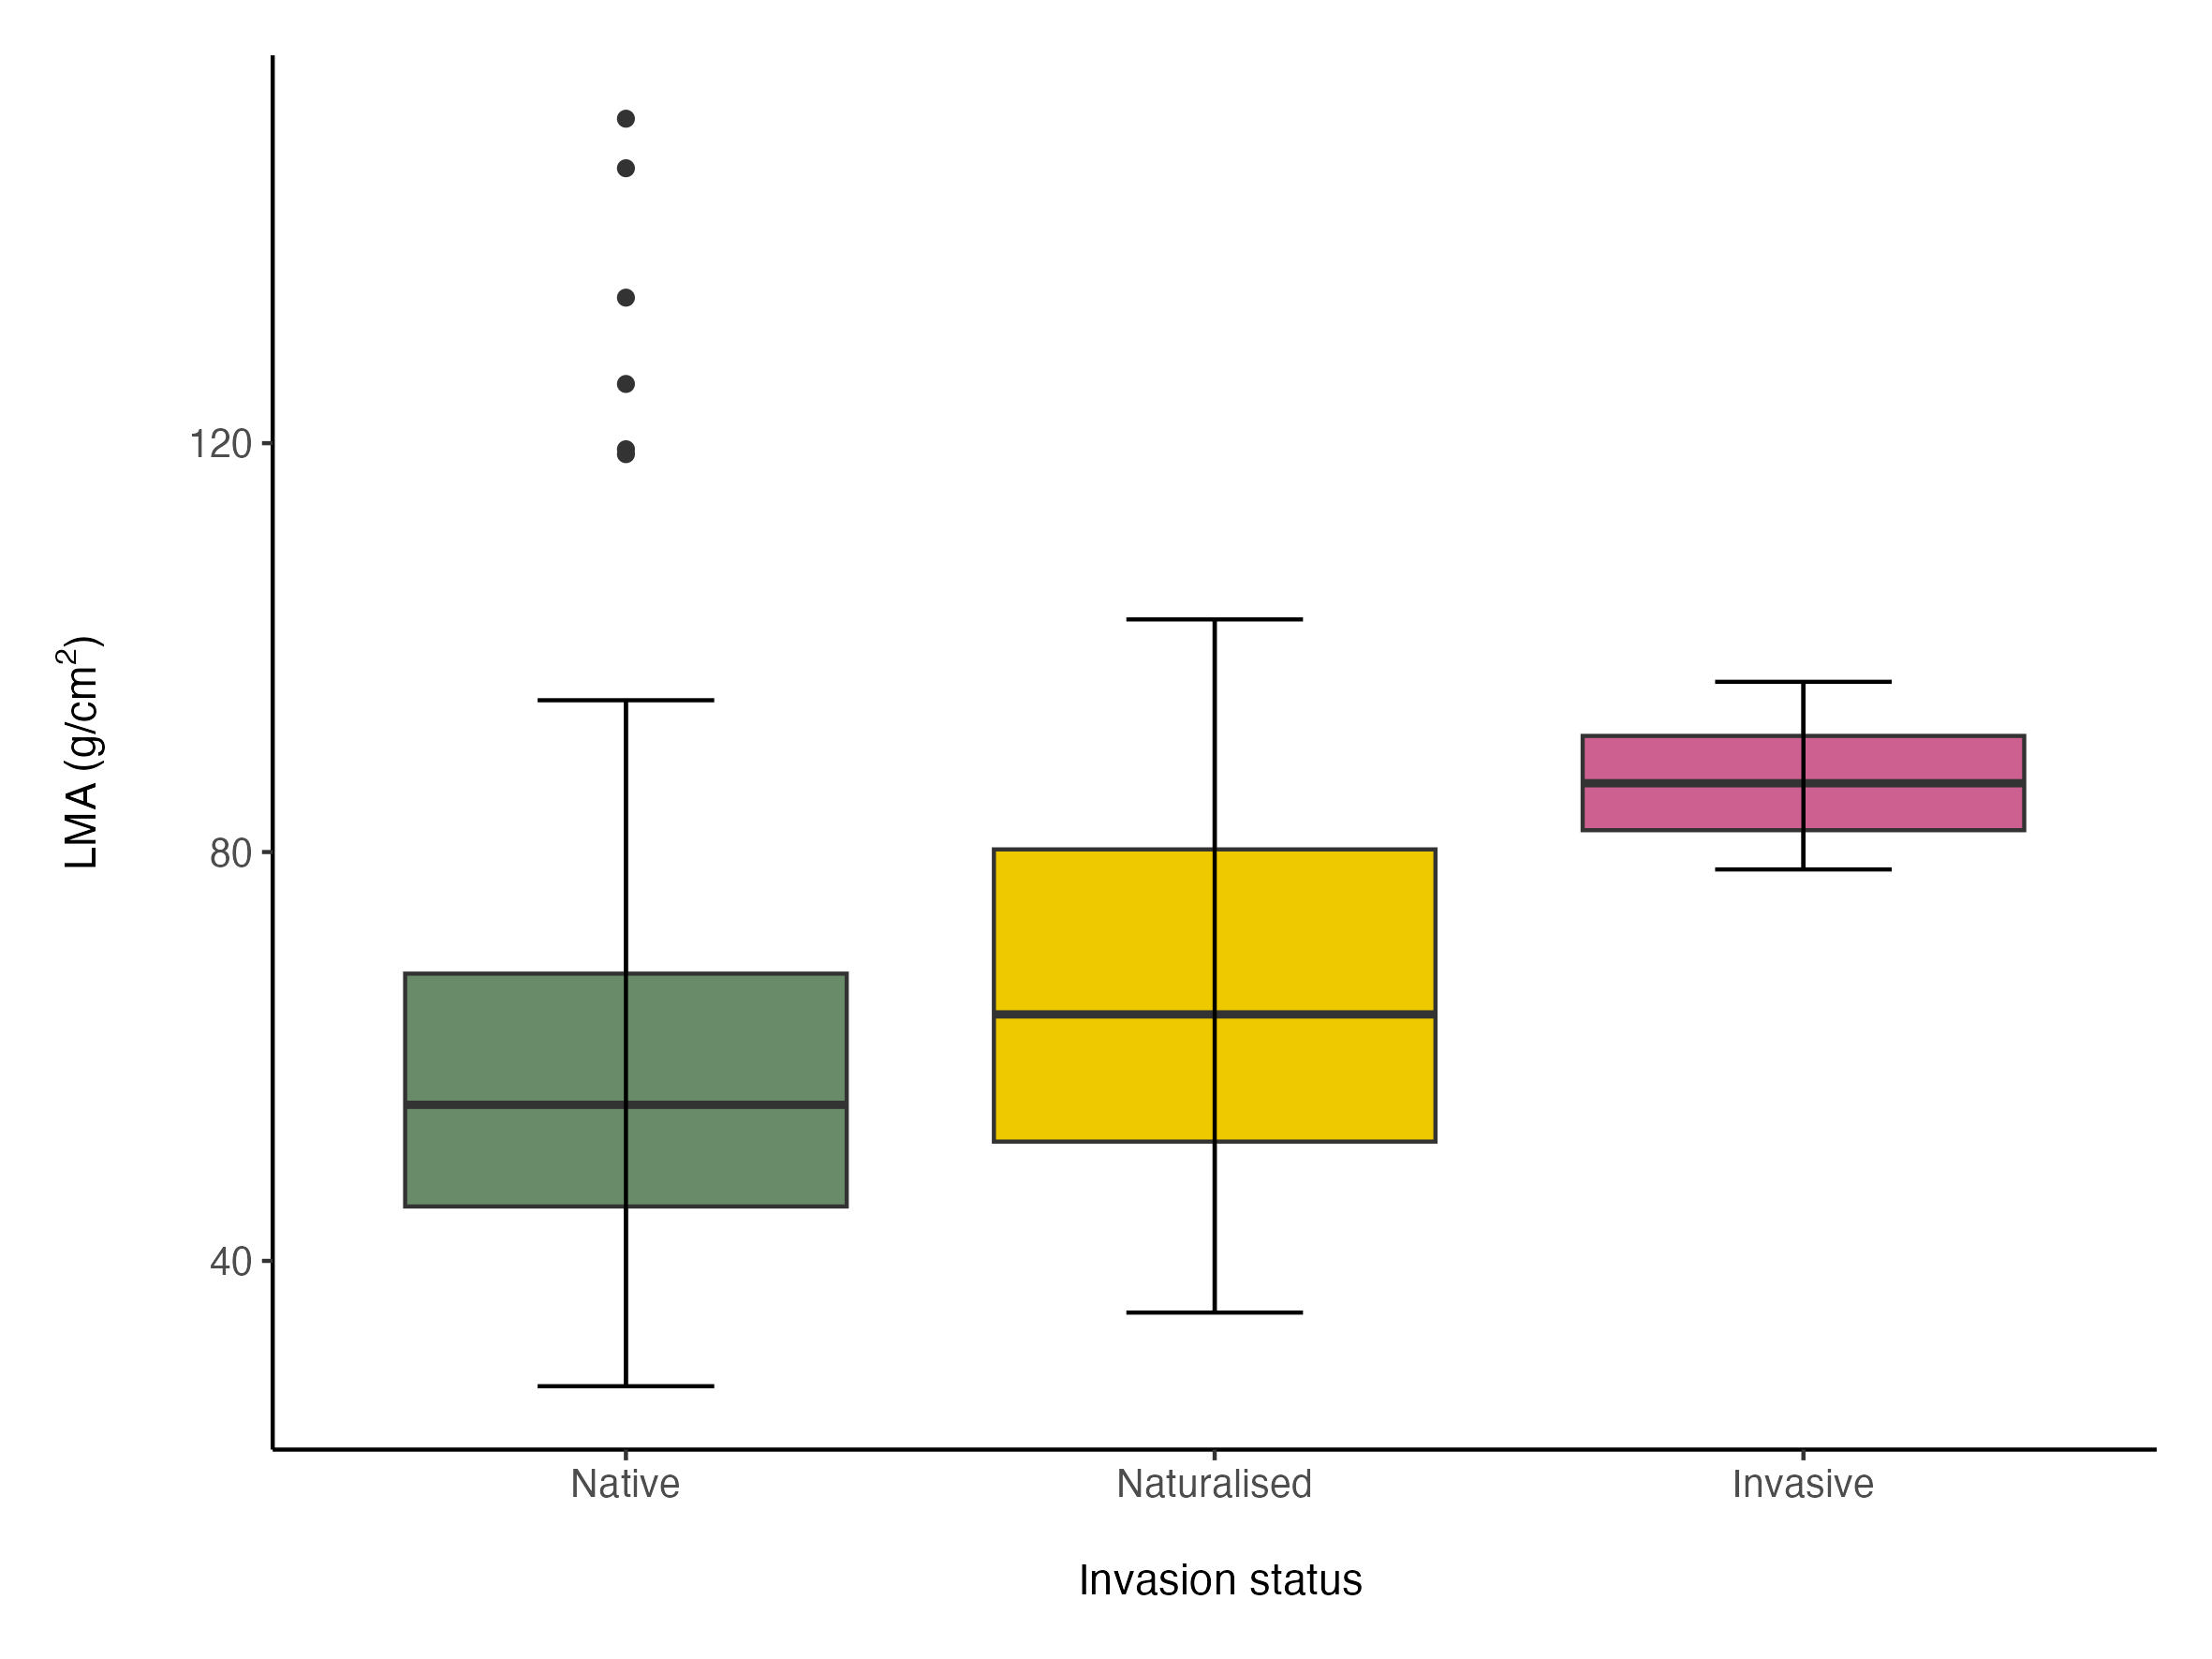 LMA (g/cm²)
120
80
40
Native Naturalised Invasive
Invasion status